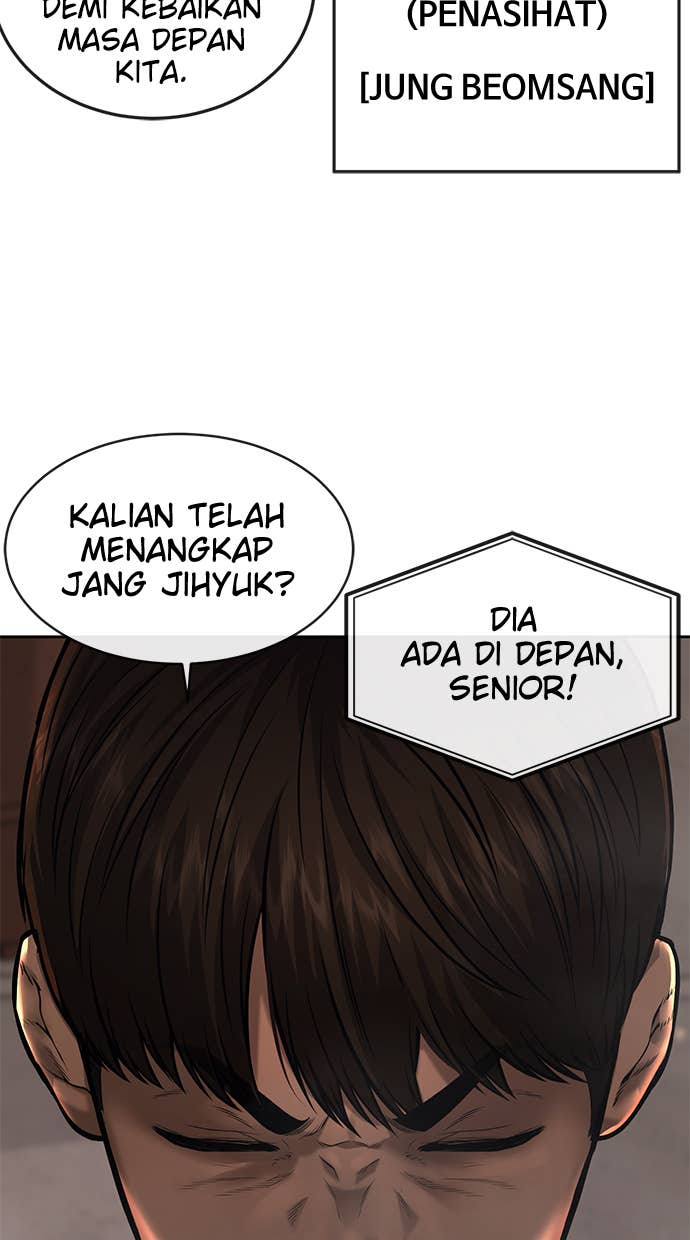 DEMI KEBAIKAN
MASA DEPAN
KITA.
(PENASIHAT)
[JUNG BEOMSANG]
KALIAN TELAH
MENANGKAP
JANG JIHYUK?
DIA
ADA DI DEPAN,
SENIOR!